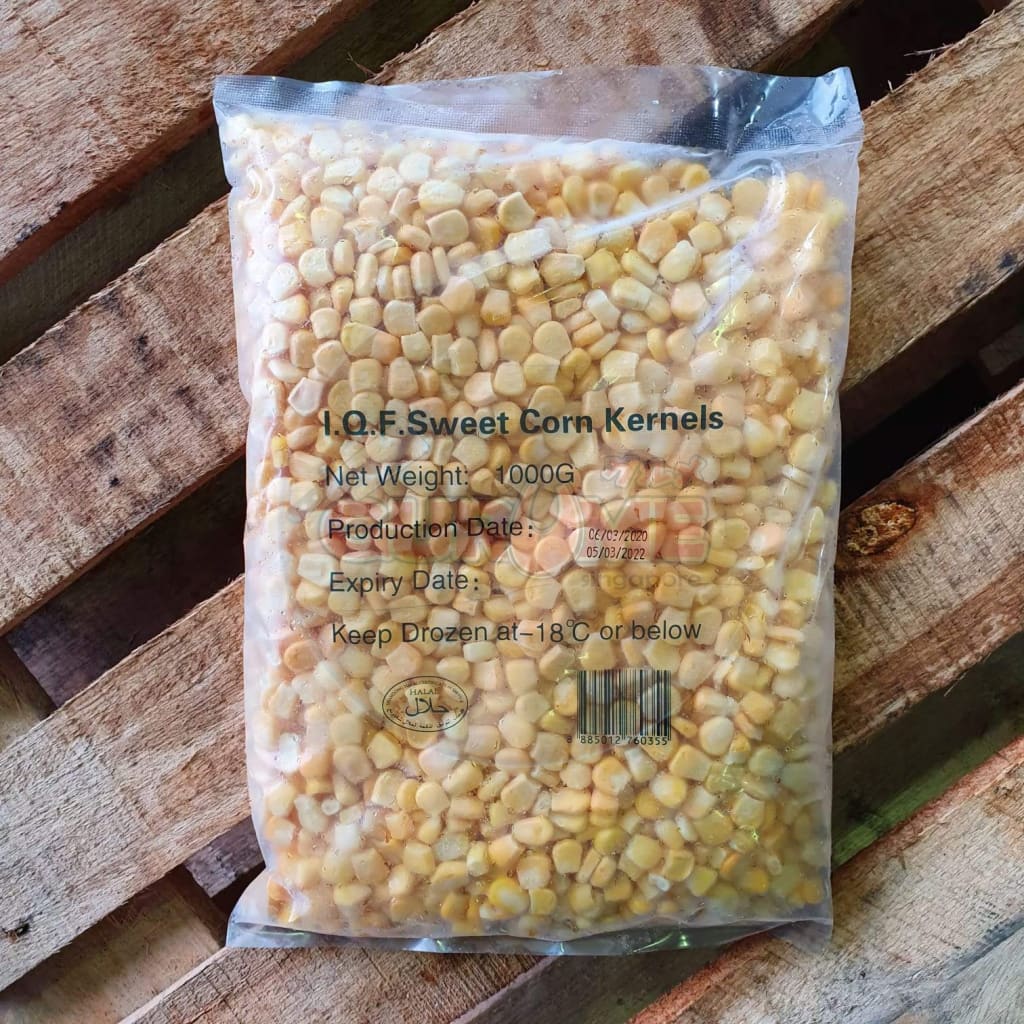 I.Q.F.Sweet Corn Kernels
Net Weight: 1000G
Production Date:
06/03/2020
05/03/2022
Expiry Date:
singapore
Keep Drozen at-18℃ or below
HALAL
حلال
8 885012 760355